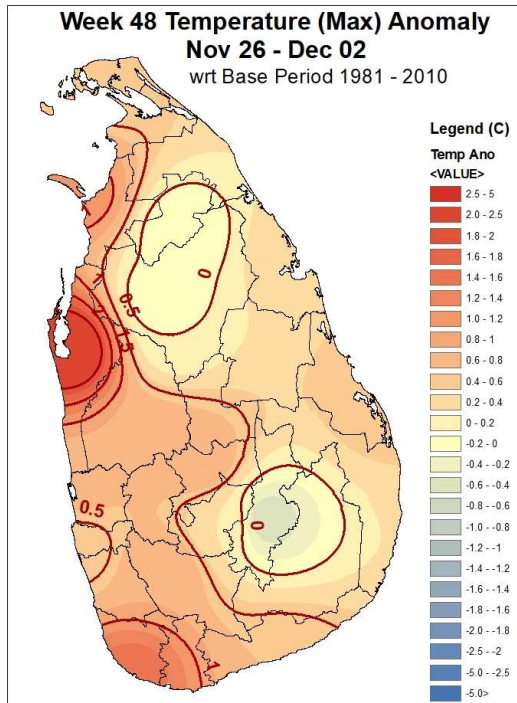 Week 48 Temperature (Max) Anomaly
Nov 26 - Dec 02
wrt Base Period 1981 - 2010
Legend (C)
Temp Ano
<VALUE>
2.5 - 5
2.0 - 2.5
1.8 - 2
1.6 - 1.8
1.4 - 1.6
1.2 - 1.4
1.0 - 1.2
0.8 - 1
0.6 - 0.8
0.4 - 0.6
0.2 - 0.4
0 - 0.2
-0.2 - 0
-0.4 - -0.2
-0.6 - -0.4
-0.8 - -0.6
-1.0 - -0.8
-1.2 - -1
-1.4 - -1.2
-1.6 - -1.4
-1.8 - -1.6
-2.0 - -1.8
-2.5 - -2
-5.0 - -2.5
-5.0>
1
0
1
0.5
2
1.5
0.5
0
1